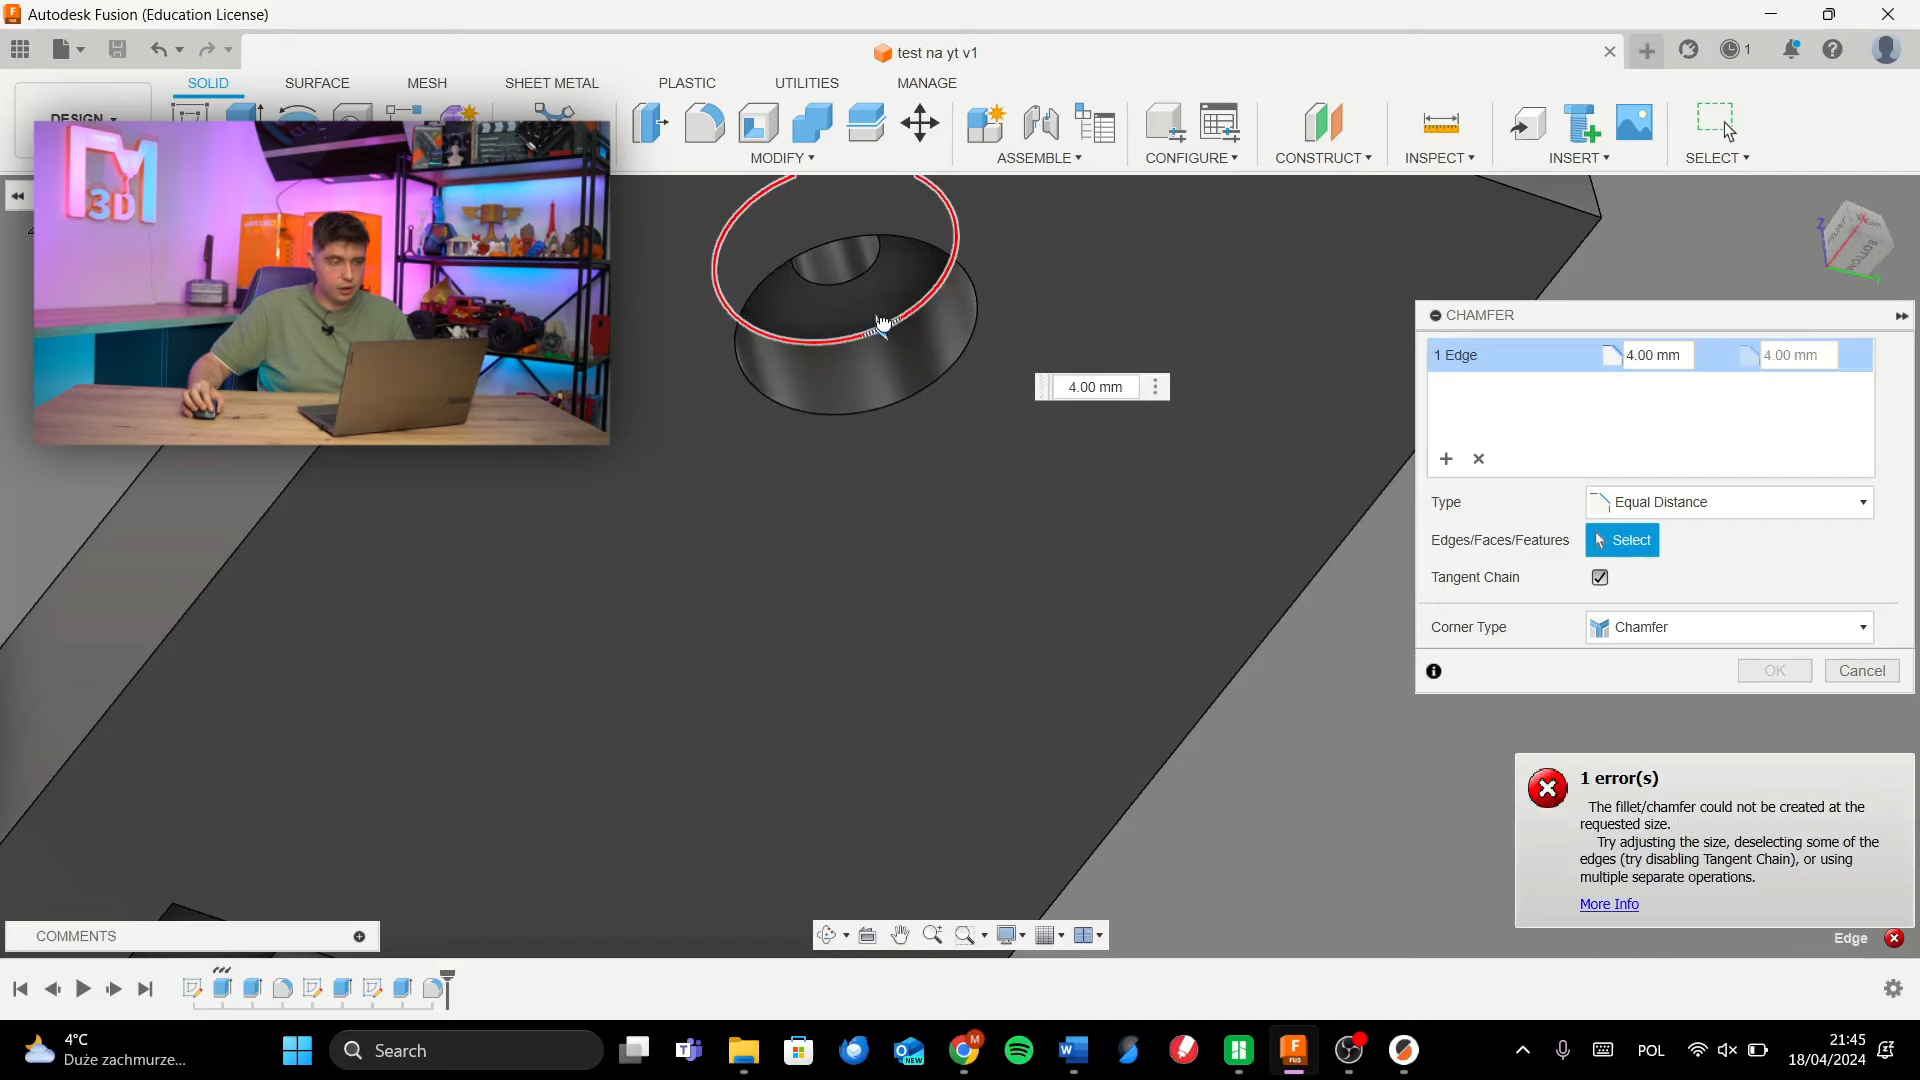 Autodesk Fusion (Education License)
1
test na yt v1
SOLID SURFACE MESH SHEET METAL PLASTIC UTILITIES MANAGE
DESIGN
MODIFY ASSEMBLE CONFIGURE CONSTRUCT INSPECT INSERT SELECT
M
3D
BOTTOM
Z
Y
CHAMFER
1 Edge 4.00 mm 4.00 mm
4.00 mm
Type Equal Distance
Edges/Faces/Features Select
Tangent Chain
Corner Type Chamfer
OK Cancel
1 error(s)
The fillet/chamfer could not be created at the
requested size.
Try adjusting the size, deselecting some of the
edges (try disabling Tangent Chain), or using
multiple separate operations.
More Info
Edge
COMMENTS
4°C
Duże zachmurze...
Search
NEW
M
F
FUS
POL
21:45
18/04/2024